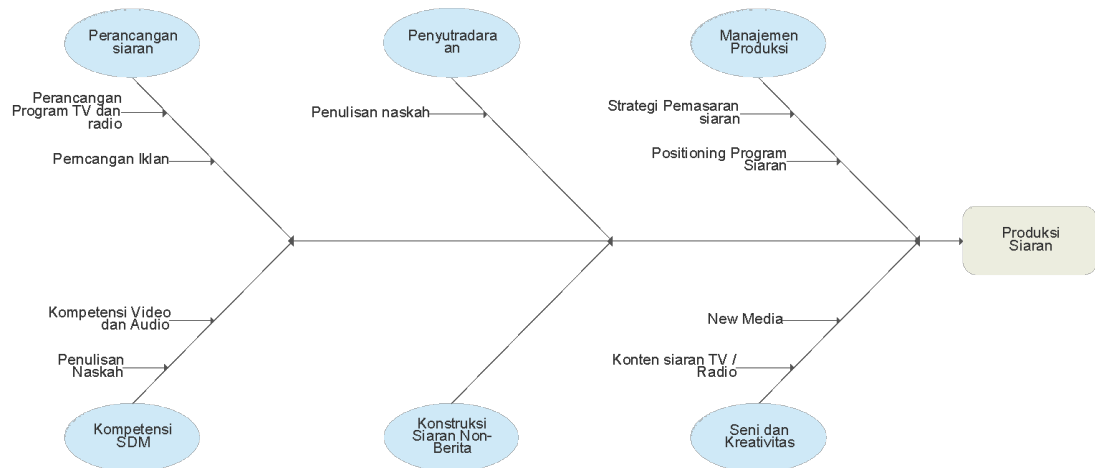 Perancangan
siaran
Penyutradara
an
Manajemen
Produksi
Perancangan
Program TV dan
radio
Perncangan Iklan
Penulisan naskah
Strategi Pemasaran
siaran
Positioning Program
Siaran
Produksi
Siaran
Kompetensi Video
dan Audio
Penulisan
Naskah
New Media
Konten siaran TV /
Radio
Kompetensi
SDM
Konstruksi
Siaran Non-
Berita
Seni dan
Kreativitas